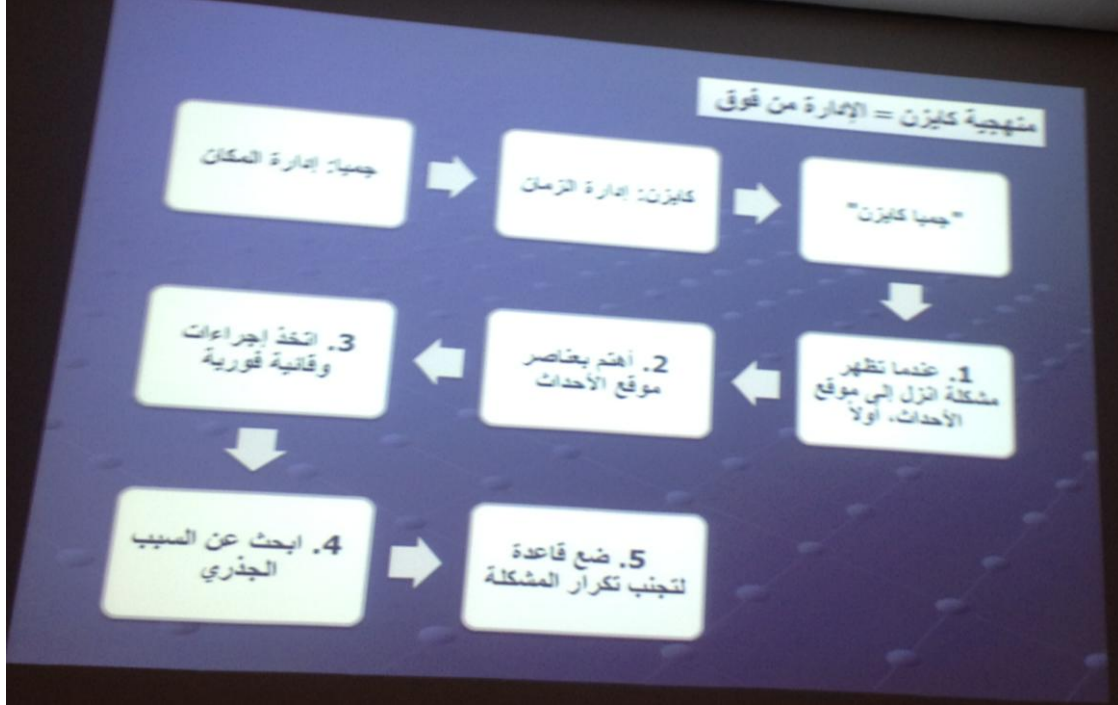 منهجية كايزن = الإدارة من فوق
جمبا: إدارة المكان
كايزن: إدارة الزمان
"جمبا كايزن"
1. عندما تظهر
مشكلة انزل إلى موقع
الأحداث، أولاً
2. أهتم بعناصر
موقع الأحداث
3. اتخذ إجراءات
وقائية فورية
4. ابحث عن السبب
الجذري
5. ضع قاعدة
لتجنب تكرار المشكلة